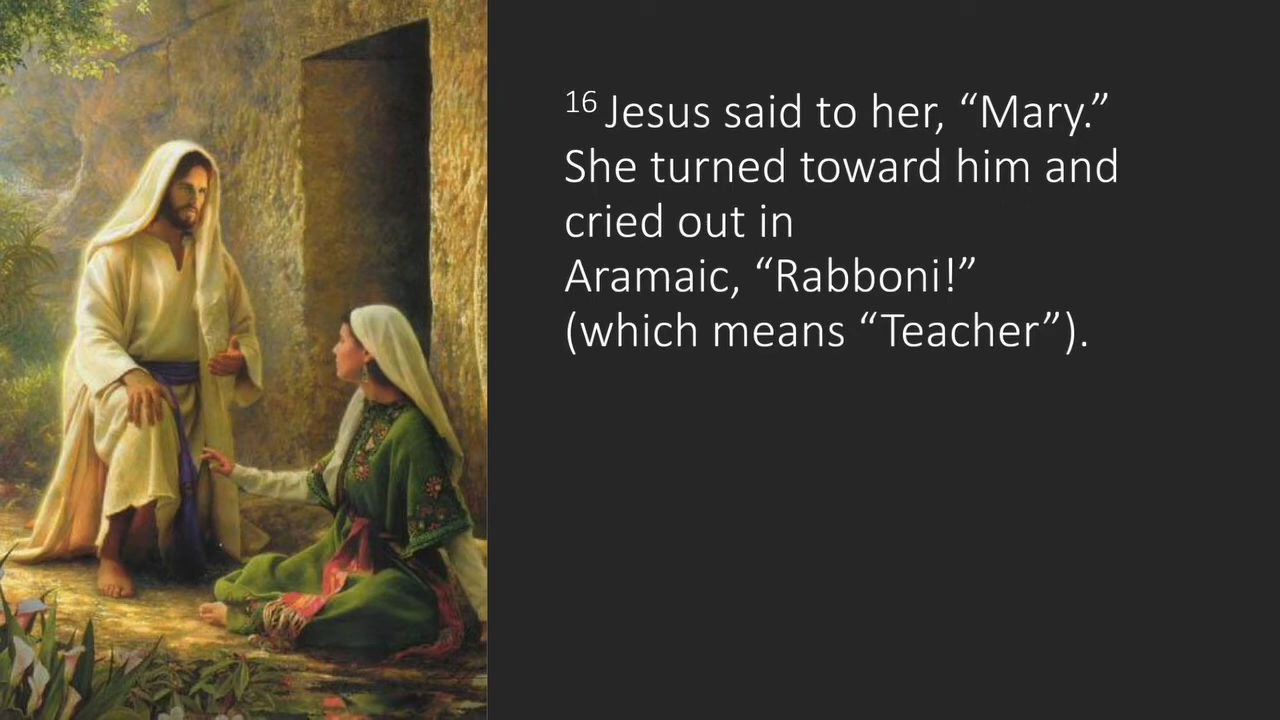 16 Jesus said to her, “Mary.”
She turned toward him and
cried out in
Aramaic, “Rabboni!”
(which means “Teacher”).